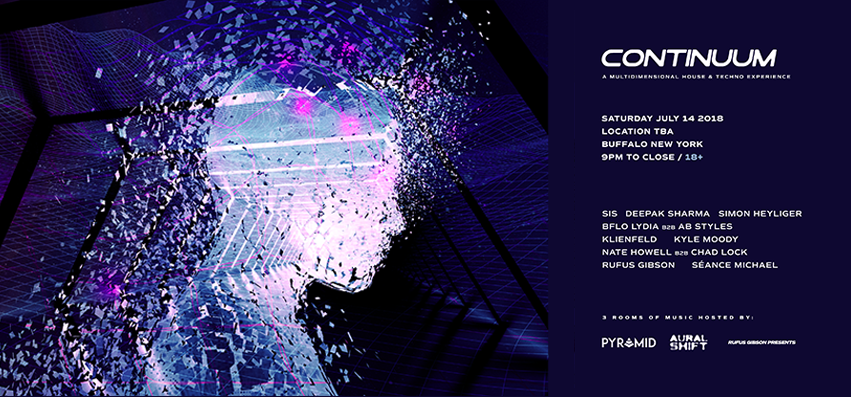 CONTINUUM
A MULTIDIMENSIONAL HOUSE & TECHNO EXPERIENCE
SATURDAY JULY 14 2018
LOCATION TBA
BUFFALO NEW YORK
9PM TO CLOSE / 18+
SIS DEEPAK SHARMA SIMON HEYLIGER
BFLO LYDIA B2B AB STYLES
KLIENFELD KYLE MOODY
NATE HOWELL B2B CHAD LOCK
RUFUS GIBSON SÉANCE MICHAEL
3 ROOMS OF MUSIC HOSTED BY:
PYRAMID AURAL SHIFT RUFUS GIBSON PRESENTS